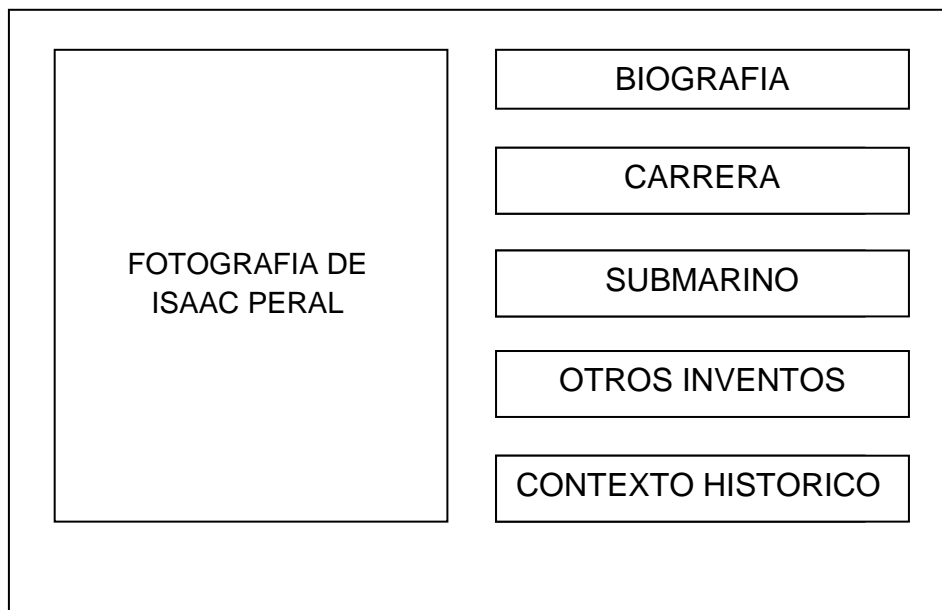 FOTOGRAFIA DE
ISAAC PERAL
BIOGRAFIA
CARRERA
SUBMARINO
OTROS INVENTOS
CONTEXTO HISTORICO